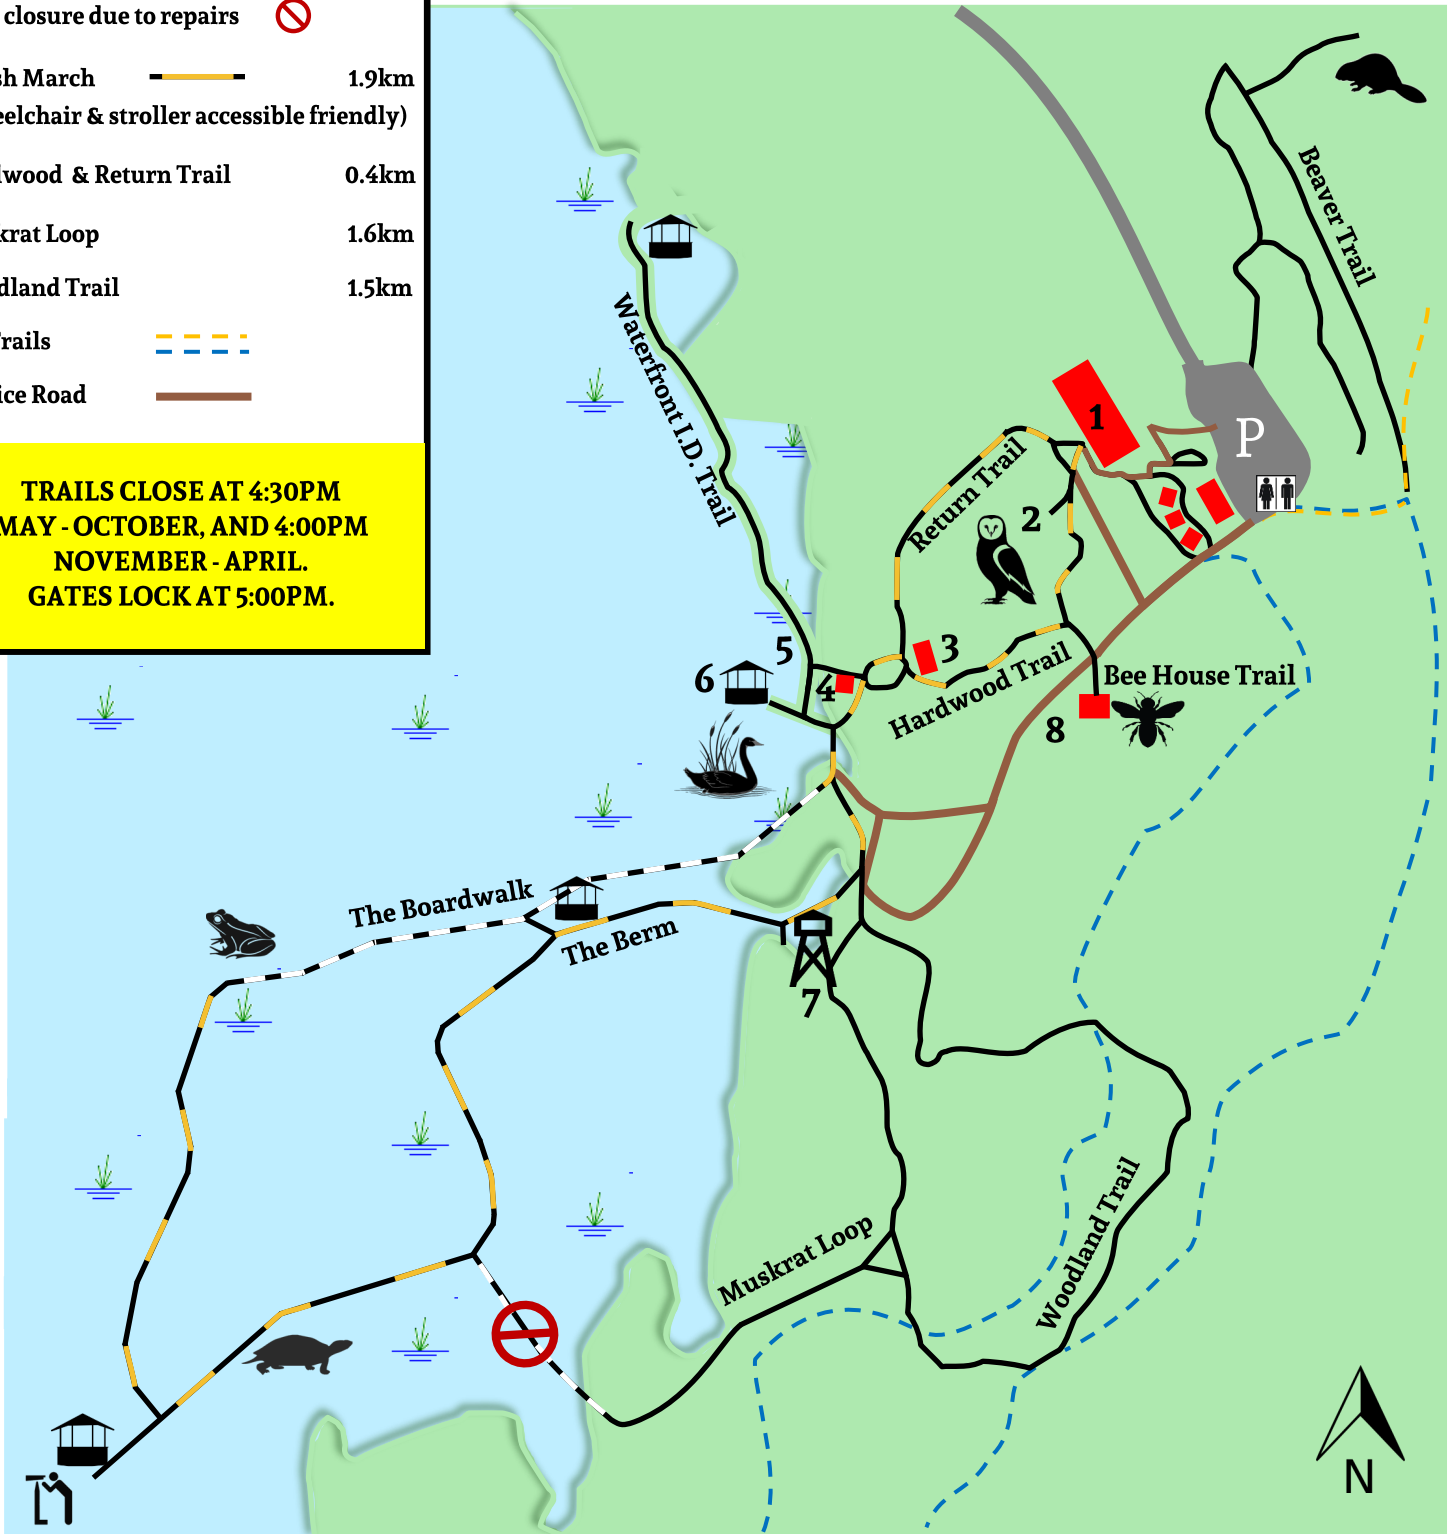 closure due to repairs
sh March 1.9km
eelchair & stroller accessible friendly)
lwood & Return Trail 0.4km
krat Loop 1.6km
dland Trail 1.5km
rails
ice Road
TRAILS CLOSE AT 4:30PM
MAY - OCTOBER, AND 4:00PM
NOVEMBER - APRIL.
GATES LOCK AT 5:00PM.
Beaver Trail
Waterfront I.D. Trail
1
P
Return Trail
2
3
5
6
4
Hardwood Trail
Bee House Trail
8
The Boardwalk
The Berm
7
Muskrat Loop
Woodland Trail
N